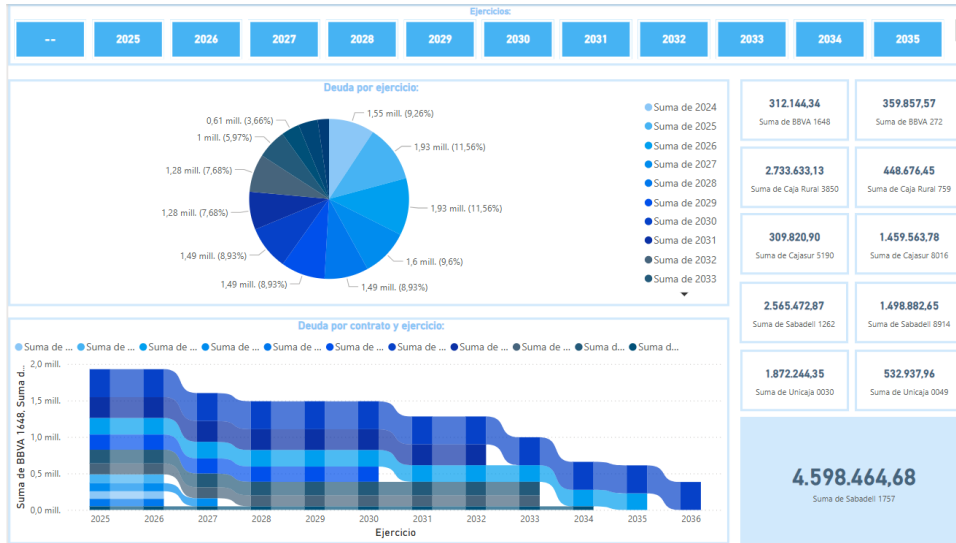 Ejercicios:
--
2025
2026
2027
2028
2029
2030
2031
2032
2033
2034
2035
Deuda por ejercicio:
1,55 mill. (9,26%)
1,93 mill. (11,56%)
1,93 mill. (11,56%)
1,6 mill. (9,6%)
1,49 mill. (8,93%)
1,49 mill. (8,93%)
1,49 mill. (8,93%)
1,28 mill. (7,68%)
1,28 mill. (7,68%)
1 mill. (5,97%)
0,61 mill. (3,66%)
Suma de 2024
Suma de 2025
Suma de 2026
Suma de 2027
Suma de 2028
Suma de 2029
Suma de 2030
Suma de 2031
Suma de 2032
Suma de 2033
312.144,34
Suma de BBVA 1648
359.857,57
Suma de BBVA 272
2.733.633,13
Suma de Caja Rural 3850
448.676,45
Suma de Caja Rural 759
309.820,90
Suma de Cajasur 5190
1.459.563,78
Suma de Cajasur 8016
2.565.472,87
Suma de Sabadell 1262
1.498.882,65
Suma de Sabadell 8914
1.872.244,35
Suma de Unicaja 0030
532.937,96
Suma de Unicaja 0049
4.598.464,68
Suma de Sabadell 1757
Deuda por contrato y ejercicio:
Suma de ... Suma de ... Suma de ... Suma de ... Suma de ... Suma de ... Suma de ... Suma de ... Suma de ... Suma d... Suma d...
Suma de BBVA 1648, Suma d...
2,0 mill.
1,5 mill.
1,0 mill.
0,5 mill.
0,0 mill.
2025 2026 2027 2028 2029 2030 2031 2032 2033 2034 2035 2036
Ejercicio